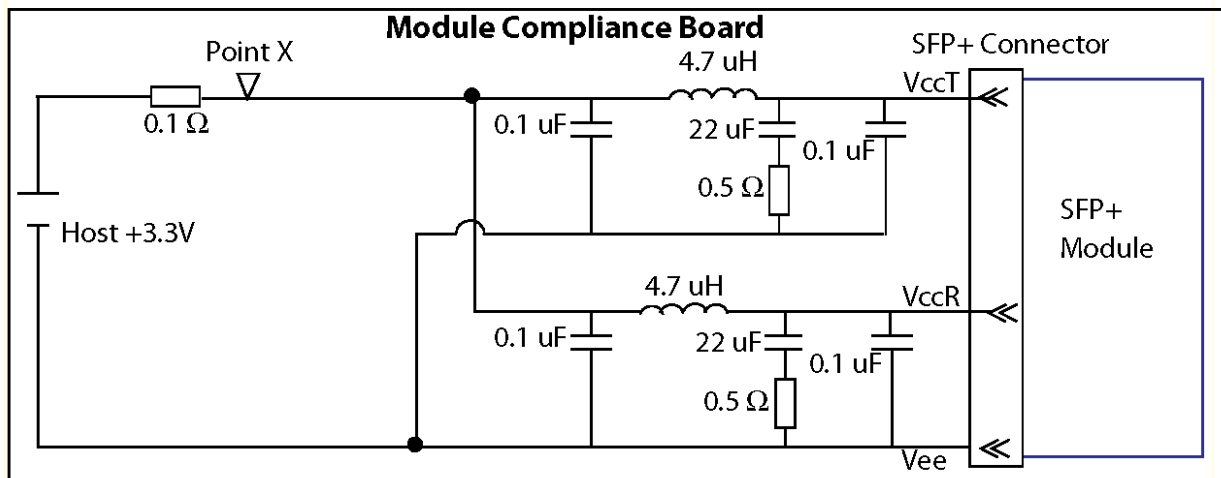 Module Compliance Board
Point X
SFP+ Connector
4.7 uH
VccT
0.1 Ω
0.1 uF
22 uF
0.1 uF
0.5 Ω
Host +3.3V
SFP+
Module
4.7 uH
VccR
0.1 uF
22 uF
0.1 uF
0.5 Ω
Vee